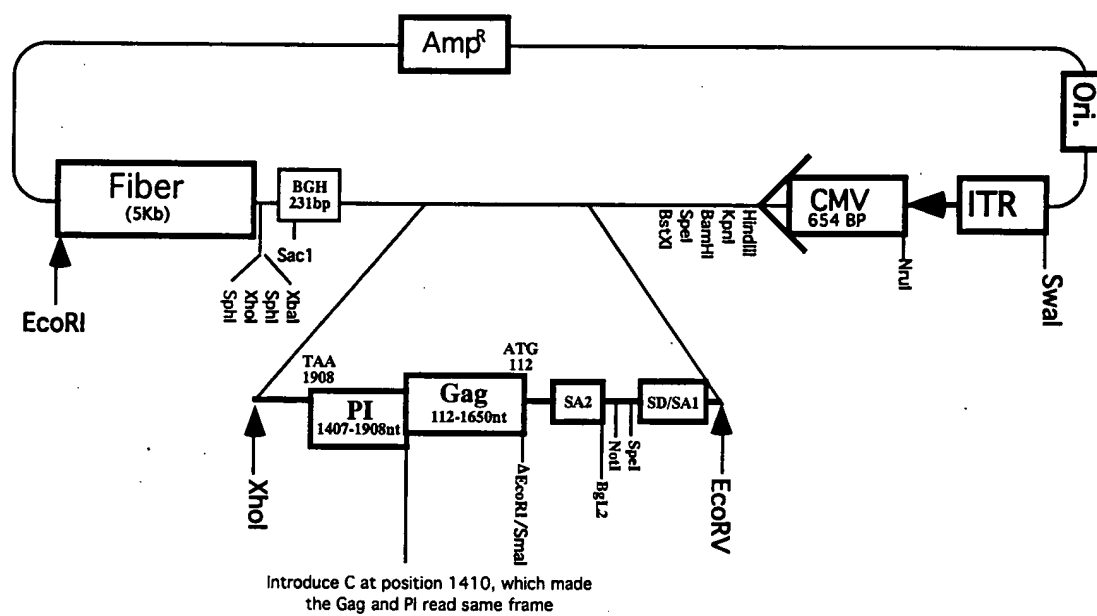 Amp^R
Ori.
Fiber
(5Kb)
BGH
231bp
CMV
654 BP
ITR
HindIII
KpnI
BamHI
SpeI
BstXI
NruI
SwaI
Sac1
SphI
XhoI
SphI
XbaI
EcoRI
TAA
1908
ATG
112
PI
1407-1908nt
Gag
112-1650nt
SA2
SD/SA1
SpeI
NotI
BgL2
ΔEcoRI/SmaI
XhoI
EcoRV
Introduce C at position 1410, which made
the Gag and PI read same frame